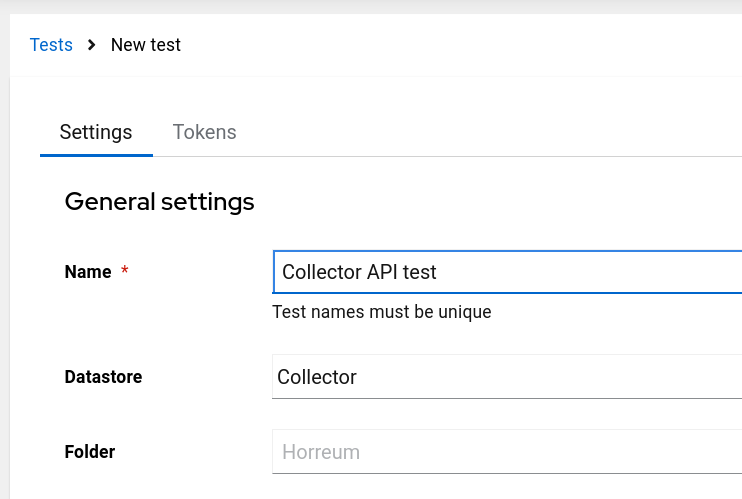 Tests > New test
Settings Tokens
General settings
Name * Collector API test
Test names must be unique
Datastore Collector
Folder Horreum